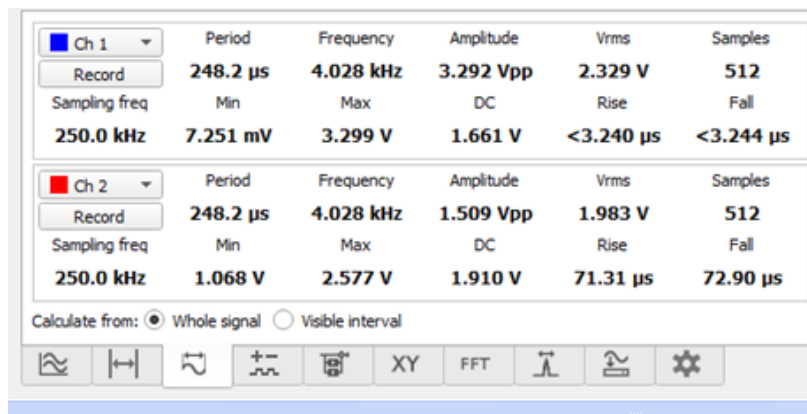 Ch 1 Period Frequency Amplitude Vrms Samples
Record 248.2 µs 4.028 kHz 3.292 Vpp 2.329 V 512
Sampling freq Min Max DC Rise Fall
250.0 kHz 7.251 mV 3.299 V 1.661 V <3.240 µs <3.244 µs
Ch 2 Period Frequency Amplitude Vrms Samples
Record 248.2 µs 4.028 kHz 1.509 Vpp 1.983 V 512
Sampling freq Min Max DC Rise Fall
250.0 kHz 1.068 V 2.577 V 1.910 V 71.31 µs 72.90 µs
Calculate from: Whole signal Visible interval
XY FFT